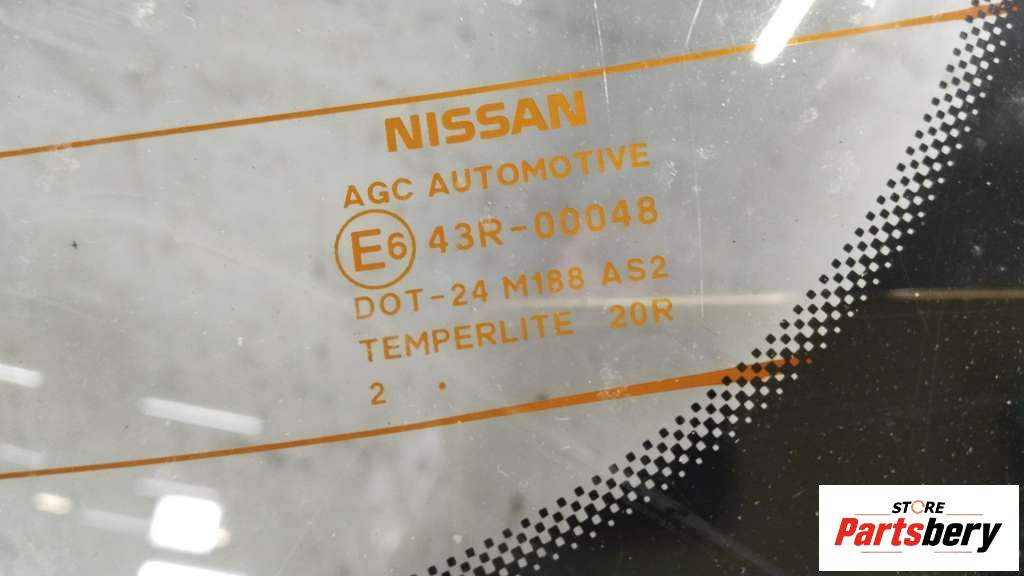 NISSAN
AGC AUTOMOTIVE
E6 43R-00048
DOT-24 M188 AS2
TEMPERLITE 20R
2 .
STORE
Partsbery